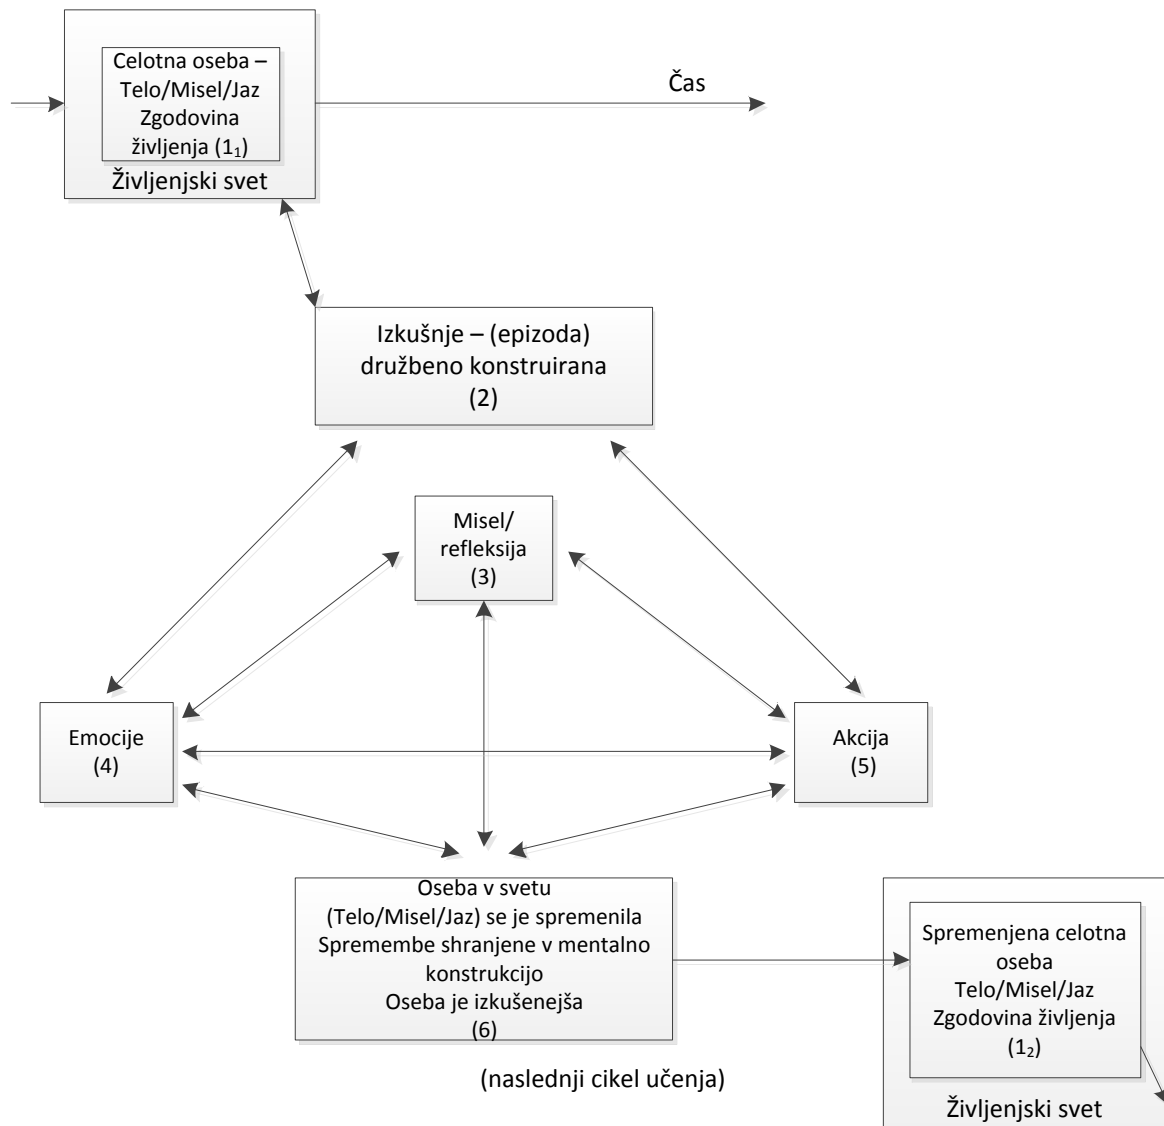 Celotna oseba –
Telo/Misel/Jaz
Zgodovina
življenja (1₁)
Življenjski svet
Čas
Izkušnje – (epizoda)
družbeno konstruirana
(2)
Misel/
refleksija
(3)
Emocije
(4)
Akcija
(5)
Oseba v svetu
(Telo/Misel/Jaz) se je spremenila
Spremembe shranjene v mentalno
konstrukcijo
Oseba je izkušenejša
(6)
Spremenjena celotna
oseba
Telo/Misel/Jaz
Zgodovina življenja
(1₂)
Življenjski svet
(naslednji cikel učenja)